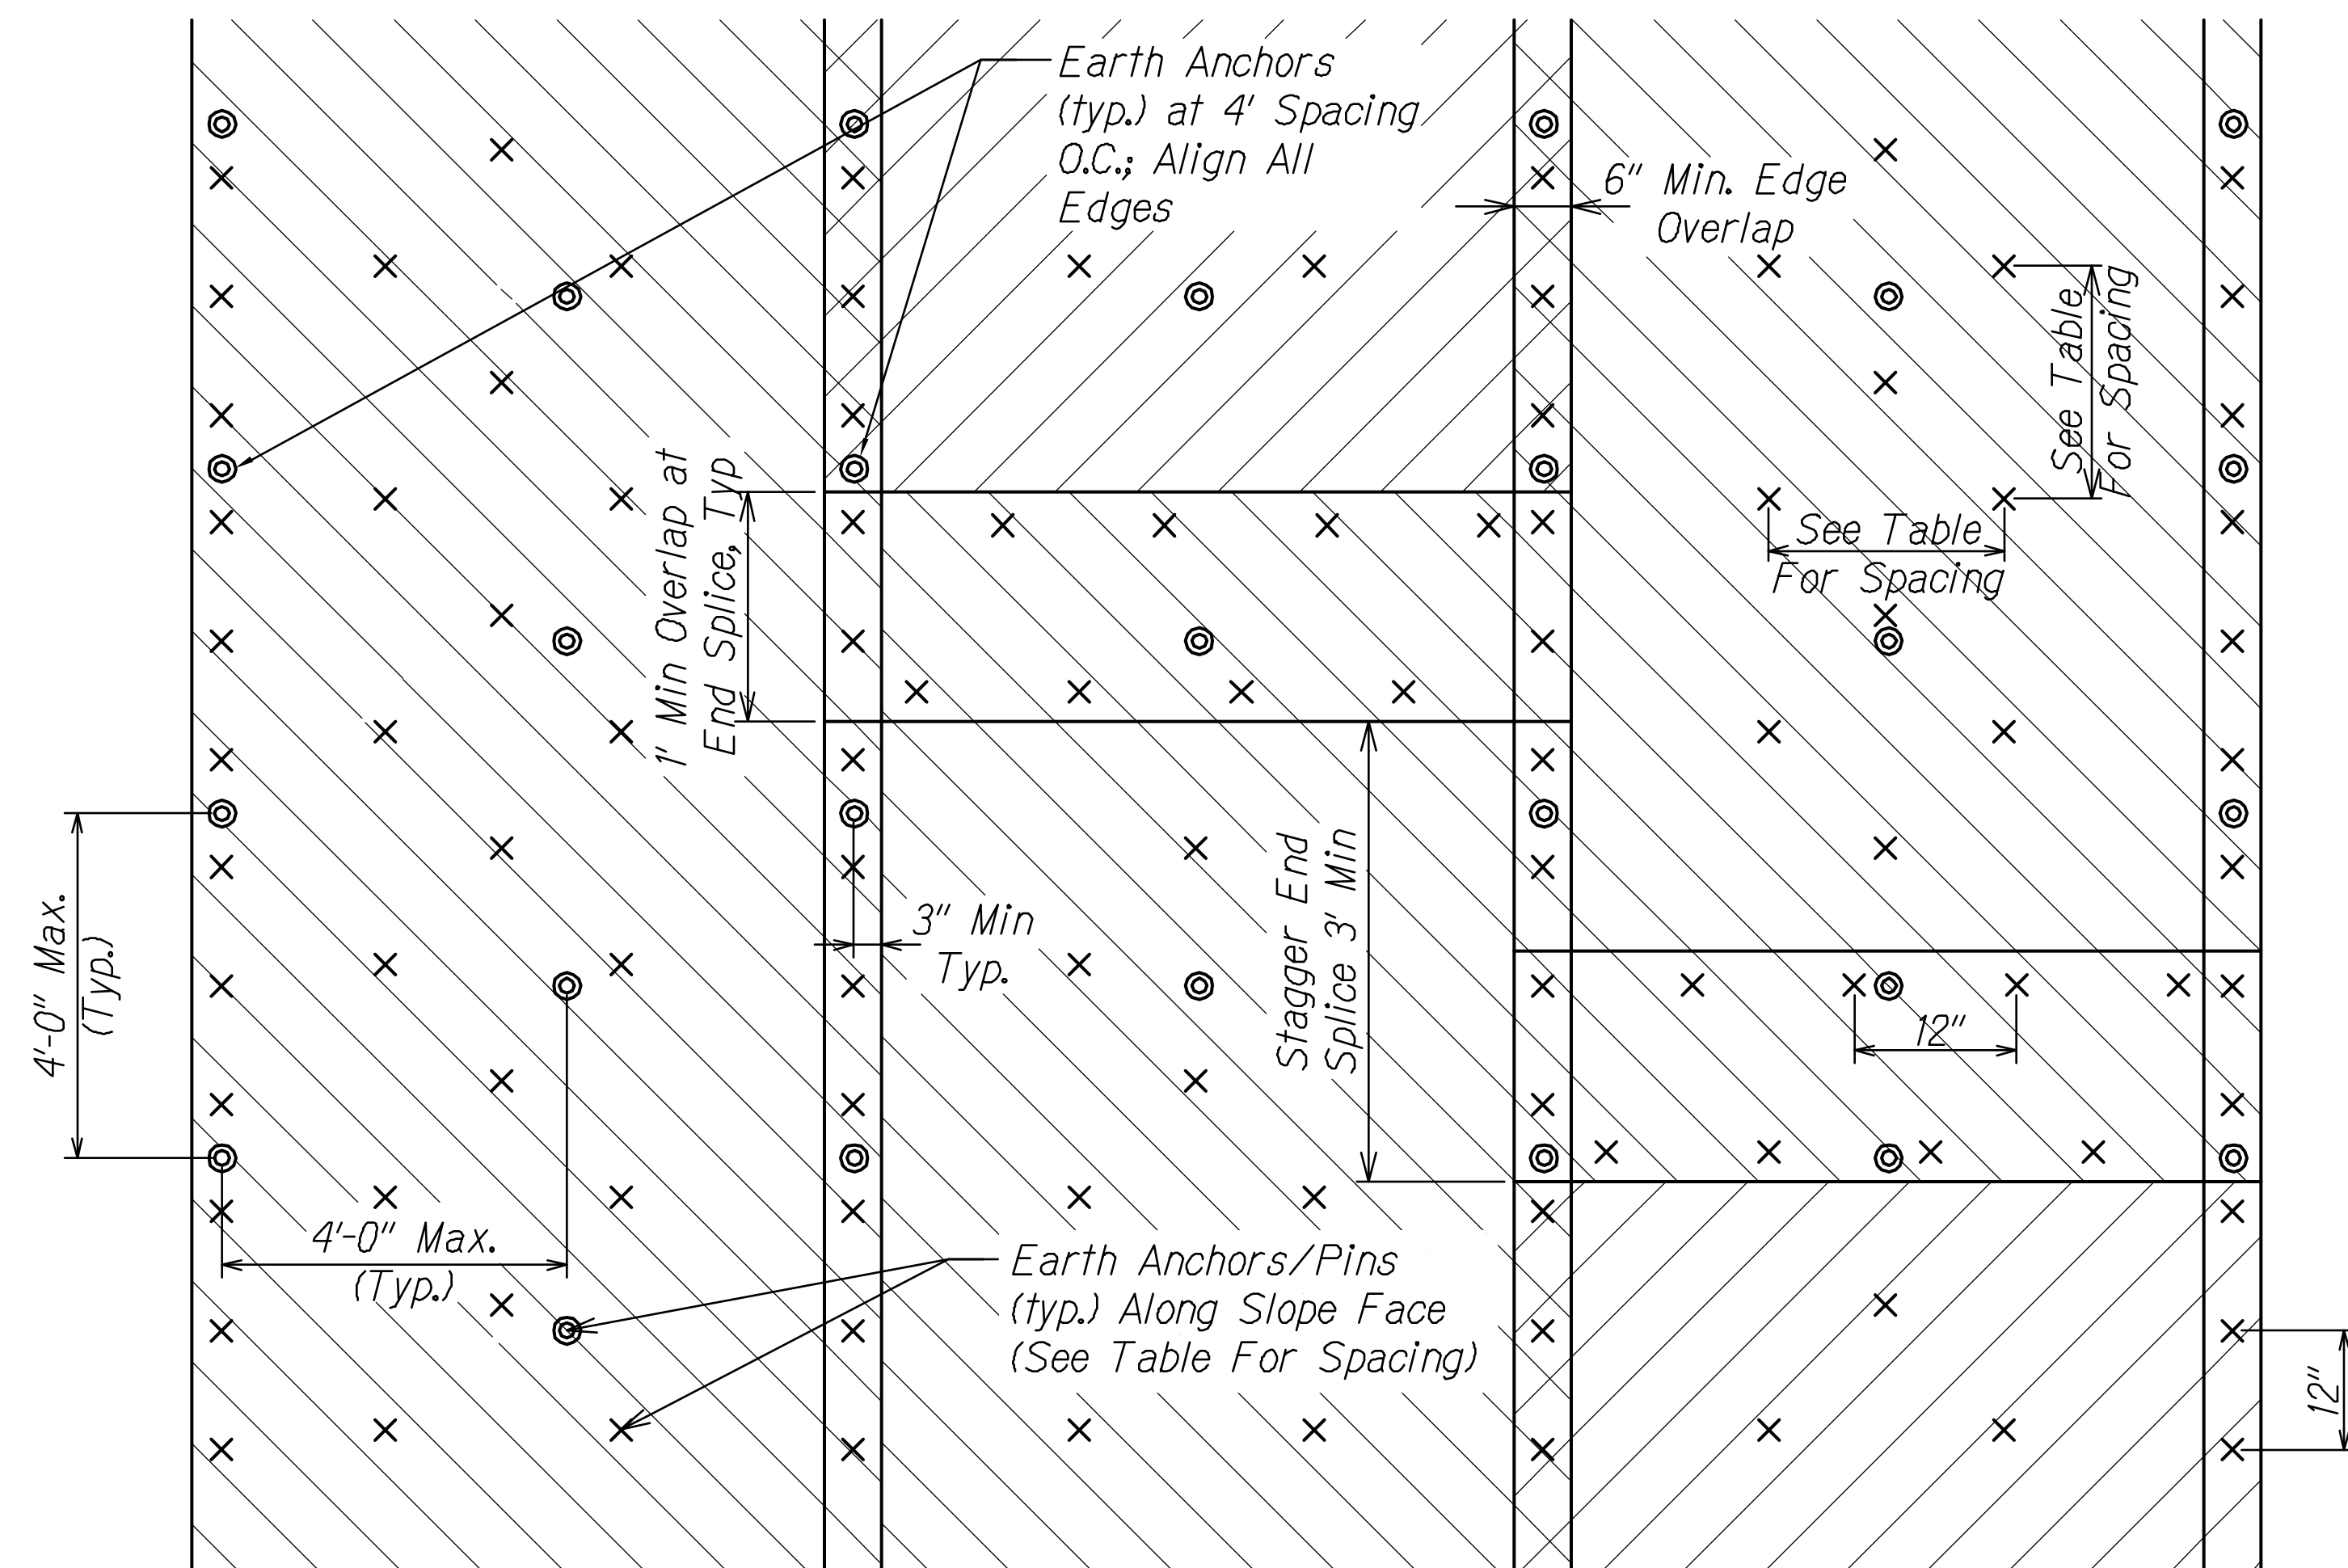 Earth Anchors
(typ.) at 4' Spacing
O.C.; Align All
Edges
6" Min. Edge
Overlap
See Table
For Spacing
See Table
For Spacing
1' Min Overlap at
End Splice, Typ
Stagger End
Splice 3' Min
3" Min
Typ.
4'-0" Max.
(Typ.)
12"
4'-0" Max.
(Typ.)
Earth Anchors/Pins
(typ.) Along Slope Face
(See Table For Spacing)
12"